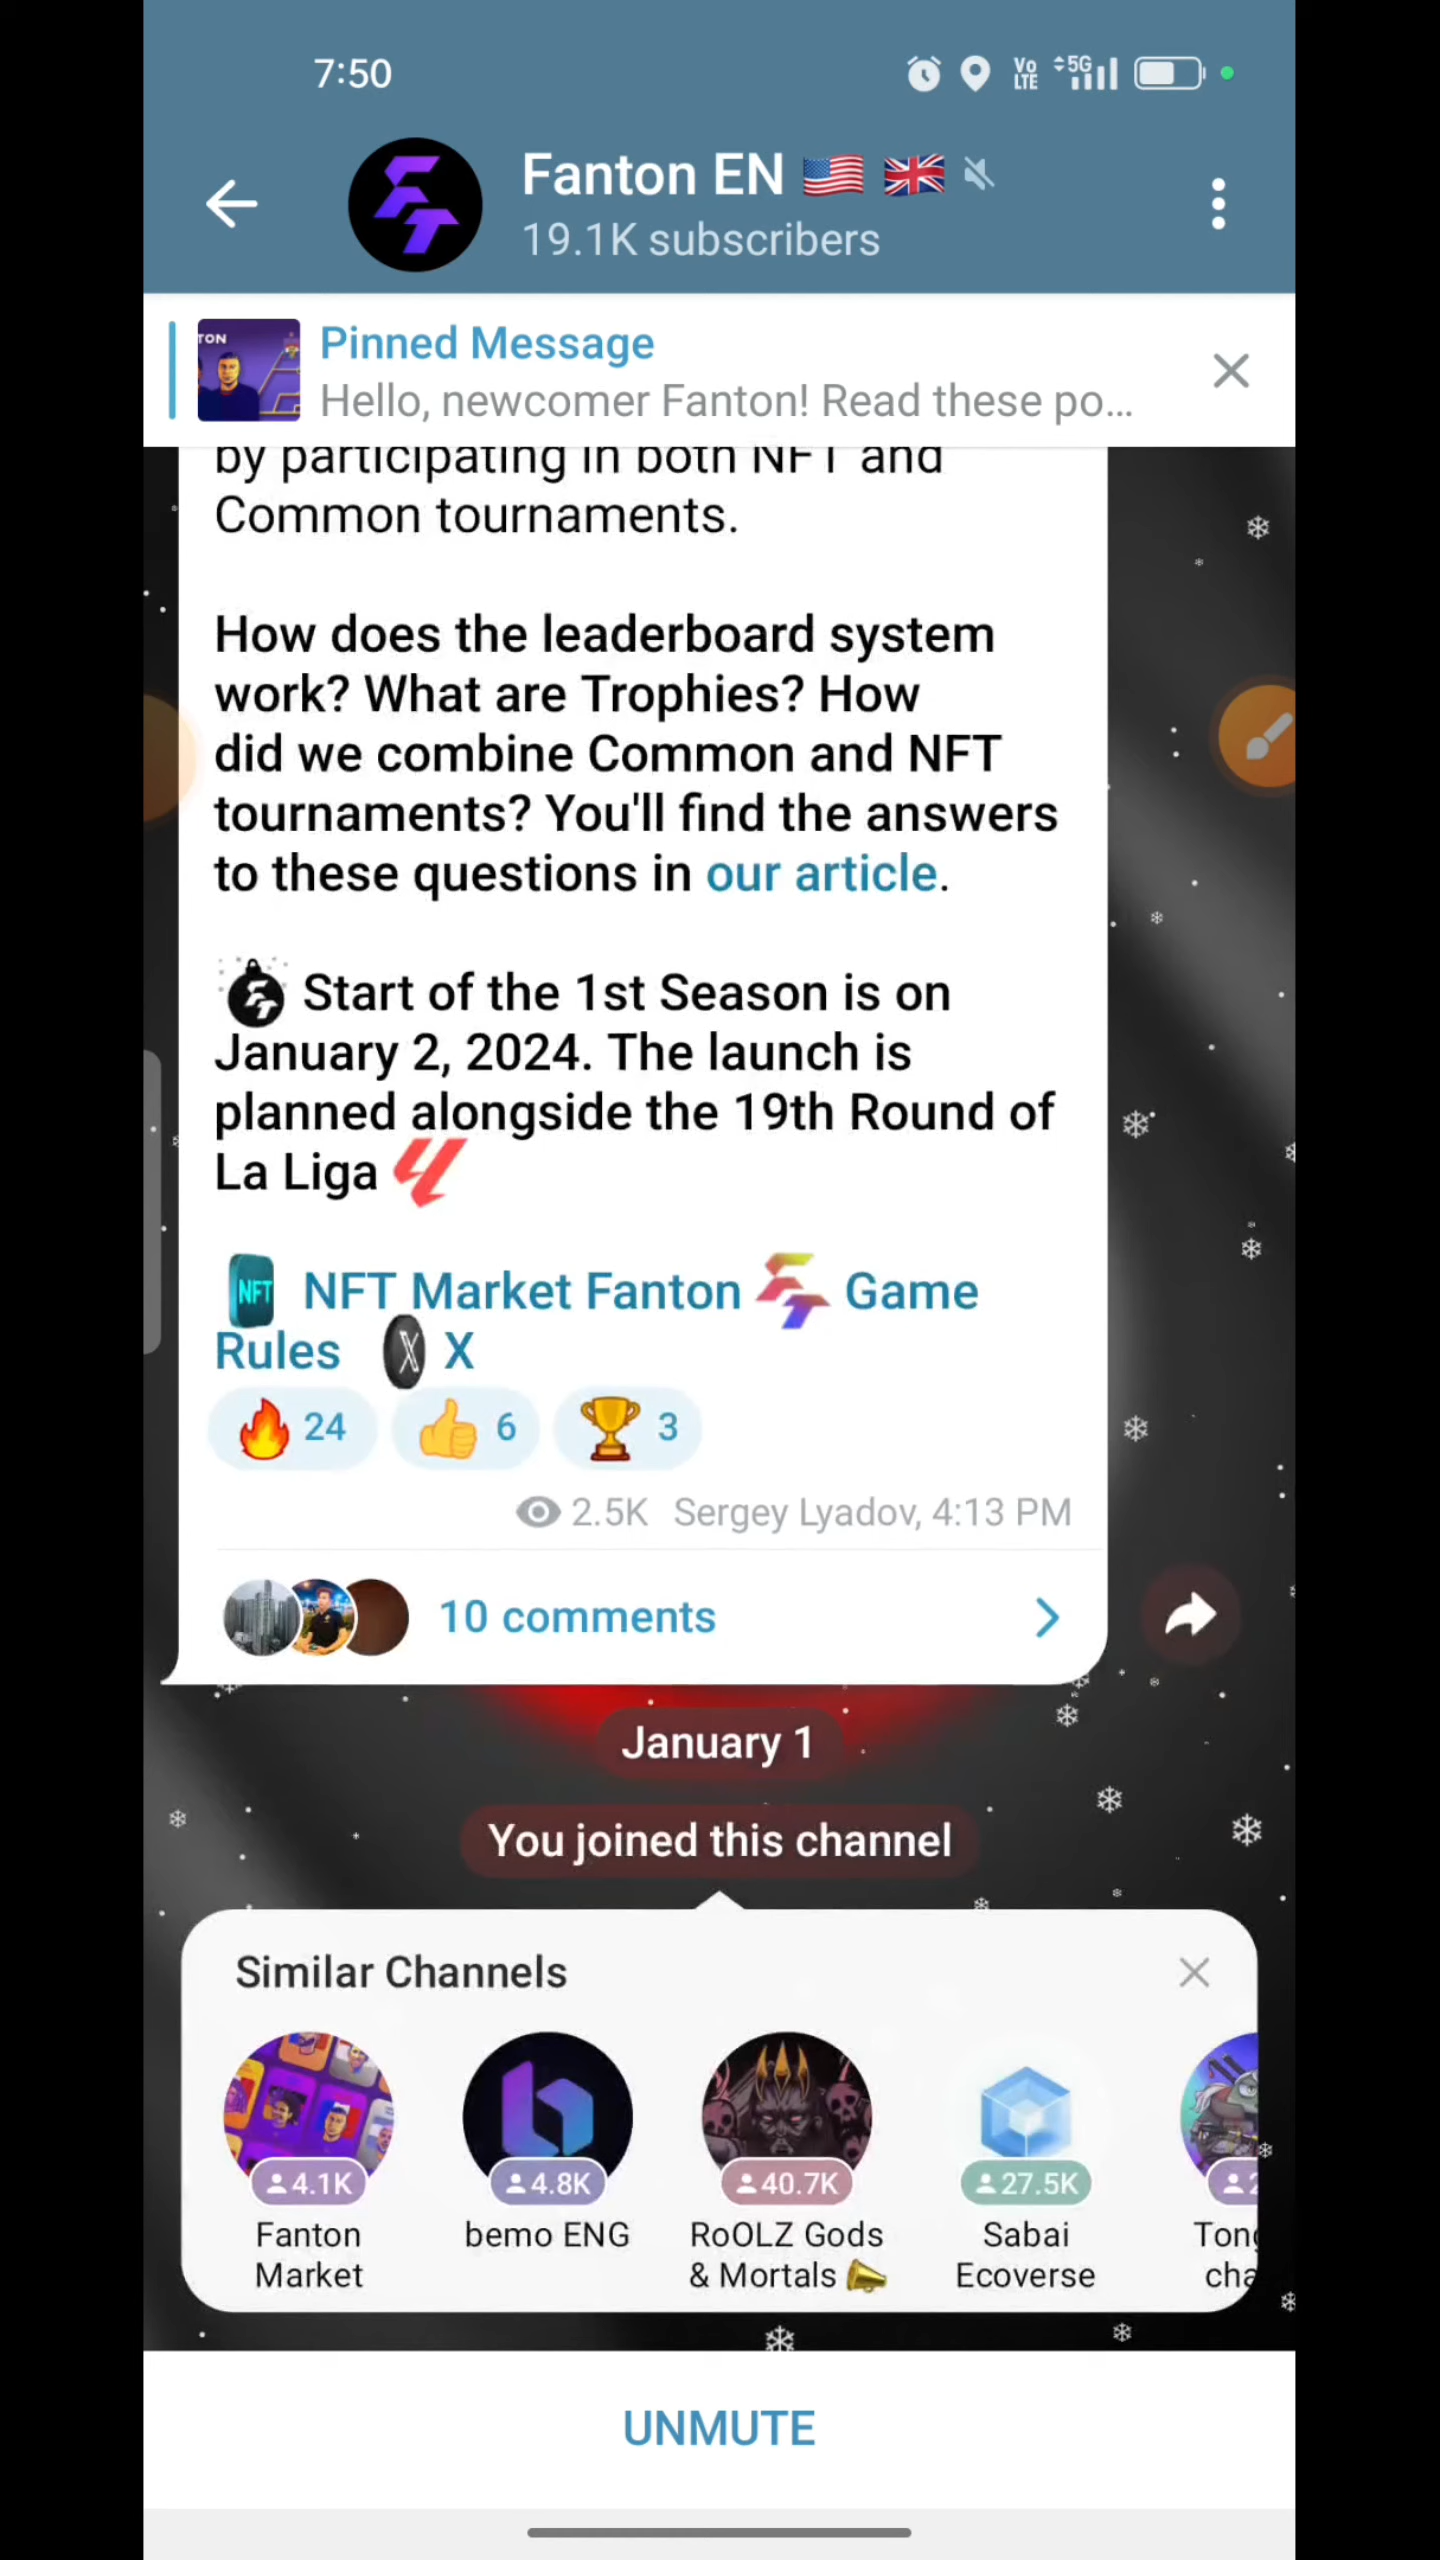 7:50
Vo
LTE
5G
Fanton EN
19.1K subscribers
TON
Pinned Message
Hello, newcomer Fanton! Read these po...
by participating in both NFT and
Common tournaments.
How does the leaderboard system
work? What are Trophies? How
did we combine Common and NFT
tournaments? You'll find the answers
to these questions in our article.
Start of the 1st Season is on
January 2, 2024. The launch is
planned alongside the 19th Round of
La Liga
NFT NFT Market Fanton Game
Rules X X
24 6 3
2.5K Sergey Lyadov, 4:13 PM
10 comments
January 1
You joined this channel
Similar Channels
4.1K 4.8K 40.7K 27.5K
Fanton bemo ENG RoOLZ Gods Sabai
Market & Mortals Ecoverse cha
UNMUTE